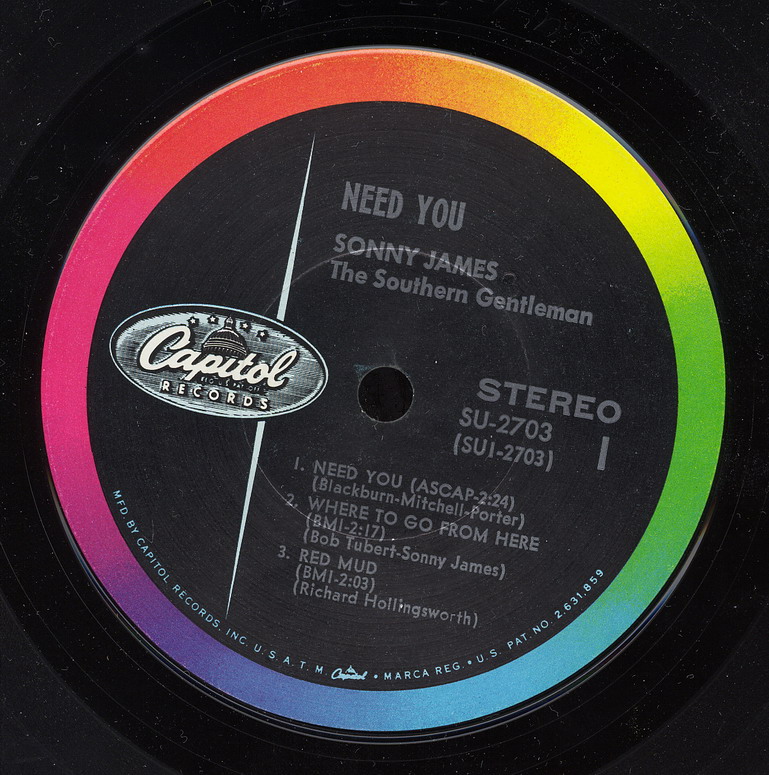 NEED YOU
SONNY JAMES
The Southern Gentleman
Capitol
RECORDS
STEREO
SU-2703
(SU1-2703)
1
1. NEED YOU (ASCAP-2:24)
(Blackburn-Mitchell-Porter)
2. WHERE TO GO FROM HERE
(BMI-2:17)
(Bob Tubert-Sonny James)
3. RED MUD
(BMI-2:03)
(Richard Hollingsworth)
MFD. BY CAPITOL RECORDS, INC. U.S.A. T.M. Capitol • MARCA REG. • U.S. PAT. NO. 2,631,859